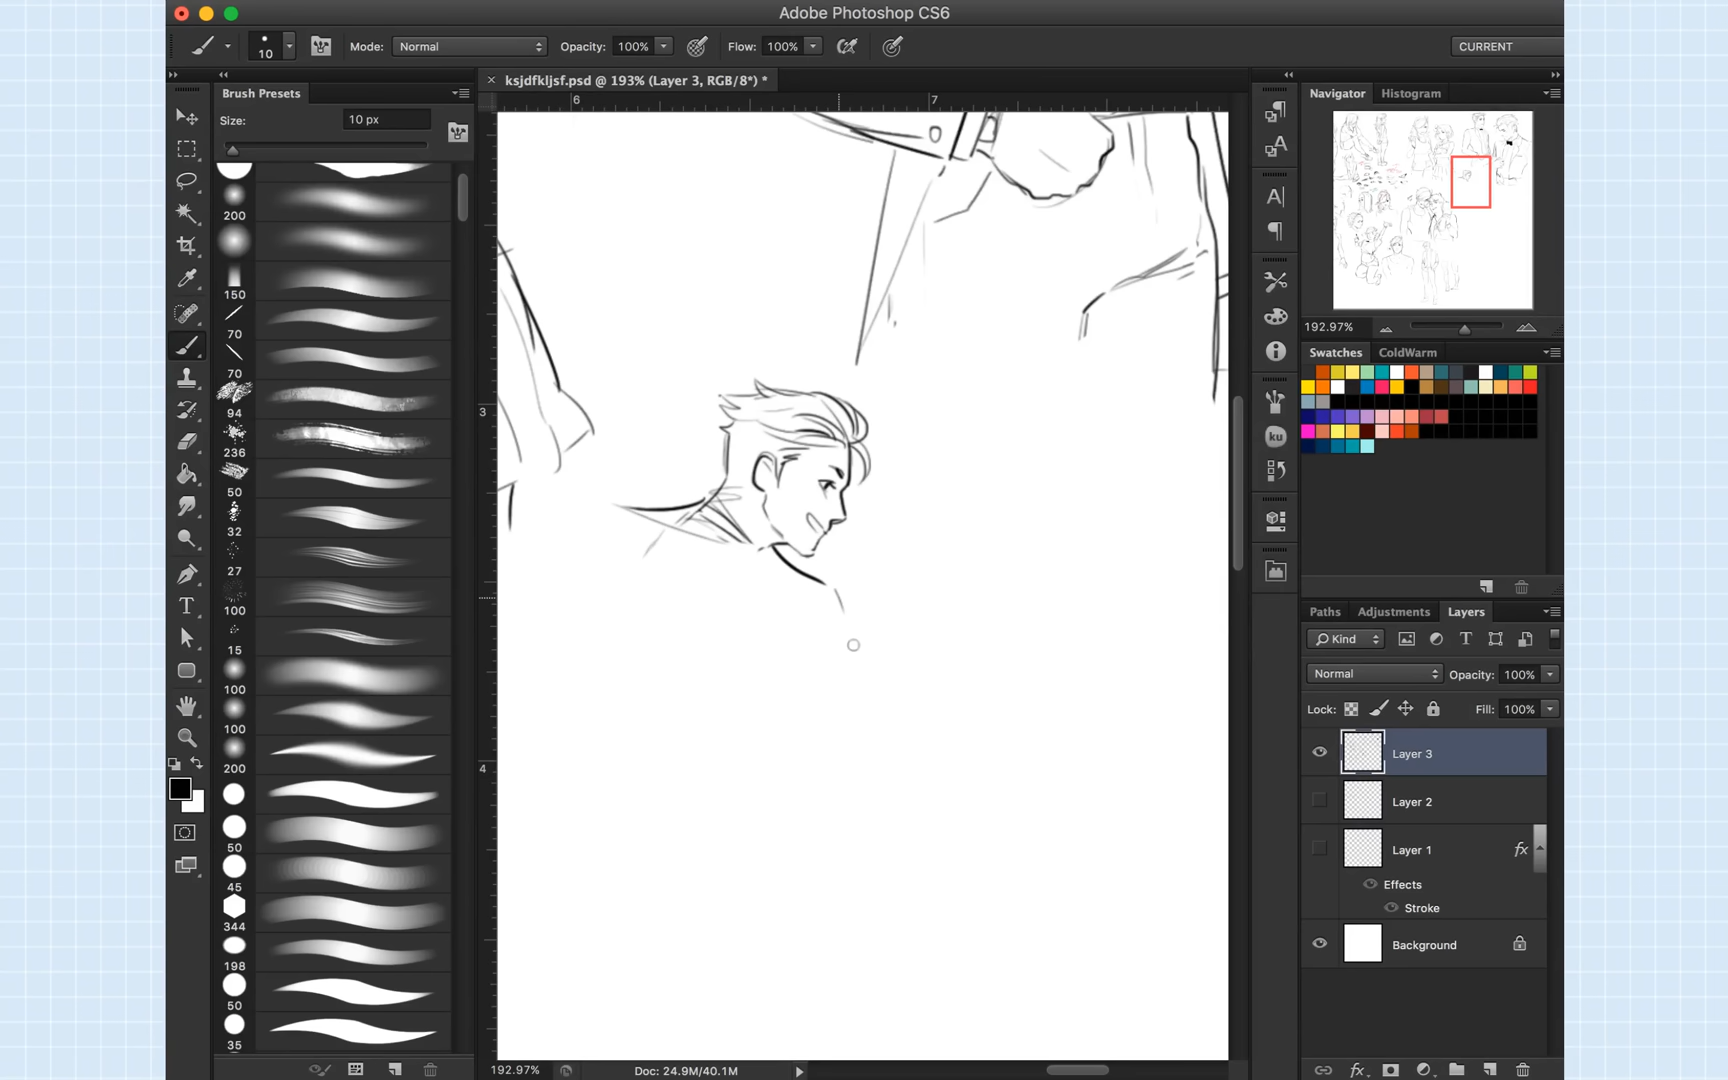 Adobe Photoshop CS6
10
Mode: Normal
Opacity: 100%
Flow: 100%
CURRENT
Brush Presets
Size: 10 px
ksjdfkljsf.psd @ 193% (Layer 3, RGB/8*) *
6
7
3
4
200
150
70
70
94
236
50
32
27
100
15
100
100
200
50
45
344
198
50
35
192.97%
Doc: 24.9M/40.1M
Navigator
Histogram
192.97%
Swatches
ColdWarm
ku
Paths
Adjustments
Layers
Kind
Normal
Opacity: 100%
Lock:
Fill: 100%
Layer 3
Layer 2
Layer 1
fx
Effects
Stroke
Background
fx